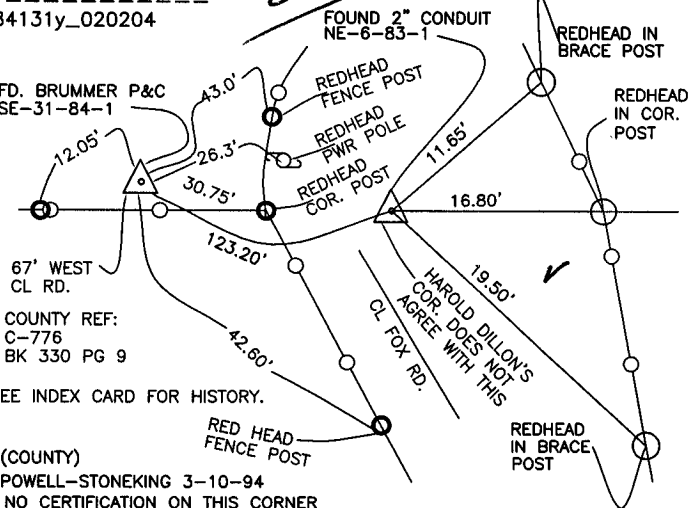 34131y_020204
FOUND 2" CONDUIT
NE-6-83-1
REDHEAD IN
BRACE POST
FD. BRUMMER P&C
SE-31-84-1
43.0'
REDHEAD
FENCE POST
REDHEAD
IN COR.
POST
12.05'
26.3'
REDHEAD
PWR POLE
11.65'
30.75'
REDHEAD
COR. POST
16.80'
123.20'
67' WEST
CL RD.
19.50'
HAROLD DILLON'S
COR. DOES NOT
AGREE WITH THIS
CL FOX RD.
COUNTY REF:
C-776
BK 330 PG 9
42.60'
EE INDEX CARD FOR HISTORY.
RED HEAD
FENCE POST
REDHEAD
IN BRACE
POST
(COUNTY)
POWELL-STONEKING 3-10-94
NO CERTIFICATION ON THIS CORNER